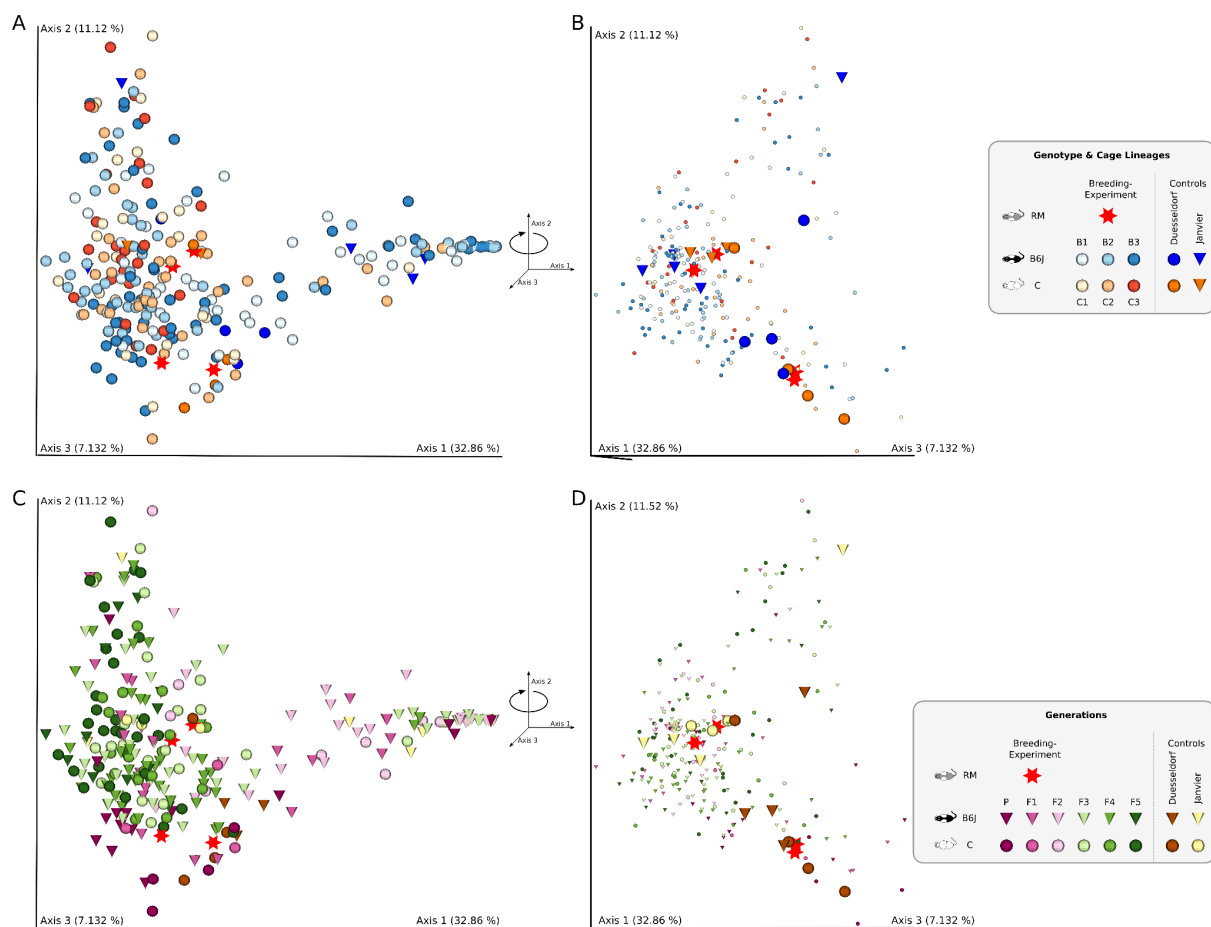 A
Axis 2 (11.12 %)
Axis 2
Axis 1
Axis 3
Axis 3 (7.132 %)
Axis 1 (32.86 %)
B
Axis 2 (11.12 %)
Axis 1 (32.86 %)
Axis 3 (7.132 %)
Genotype & Cage Lineages
Breeding-
Experiment
Controls
Duesseldorf
Janvier
RM
B1 B2 B3
B6J
C
C1 C2 C3
C
Axis 2 (11.12 %)
Axis 2
Axis 1
Axis 3
Axis 3 (7.132 %)
Axis 1 (32.86 %)
D
Axis 2 (11.52 %)
Axis 1 (32.86 %)
Axis 3 (7.132 %)
Generations
Breeding-
Experiment
Controls
Duesseldorf
Janvier
RM
P F1 F2 F3 F4 F5
B6J
C